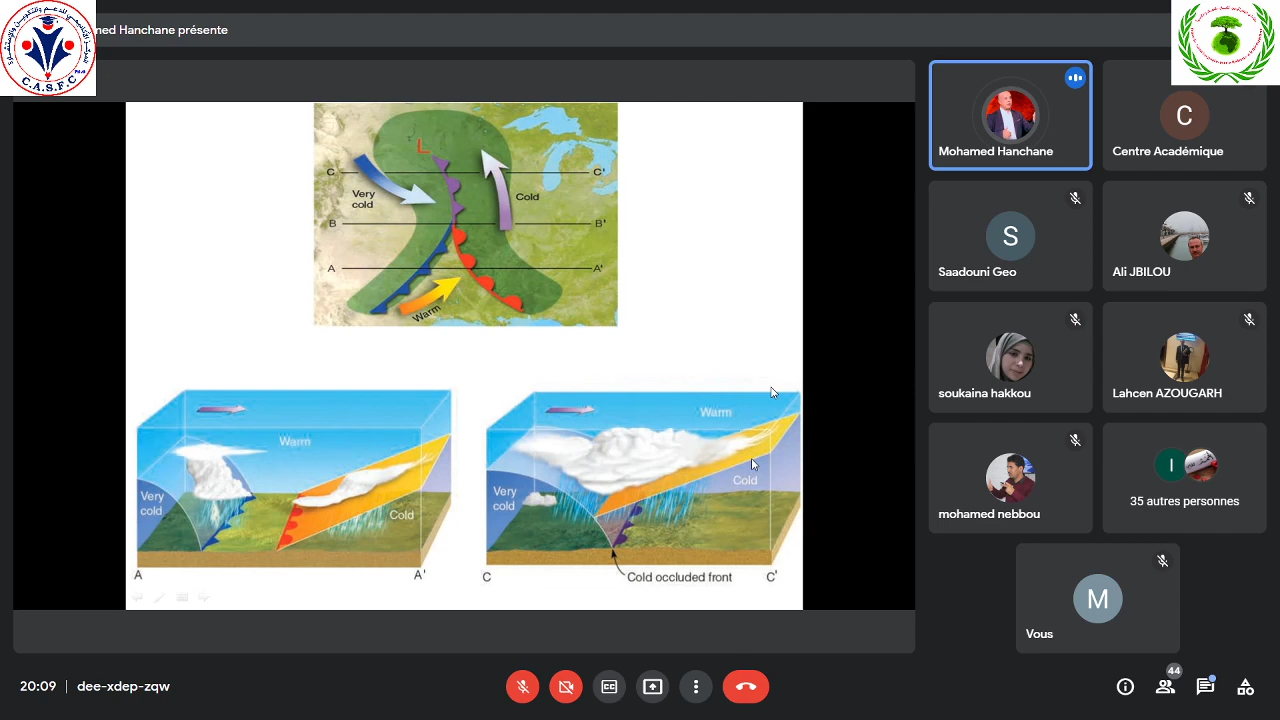 med Hanchane présente
C.A.S.F.C
L
C
C'
Very
cold
Cold
B
B'
A
A'
Warm
Warm
Very
cold
Cold
A
A'
Warm
Very
cold
Cold
Cold occluded front
C
C'
Mohamed Hanchane
C
Centre Académique
S
Saadouni Geo
Ali JBILOU
soukaina hakkou
Lahcen AZOUGARH
mohamed nebbou
I
35 autres personnes
M
Vous
20:09 | dee-xdep-zqw
CC
44